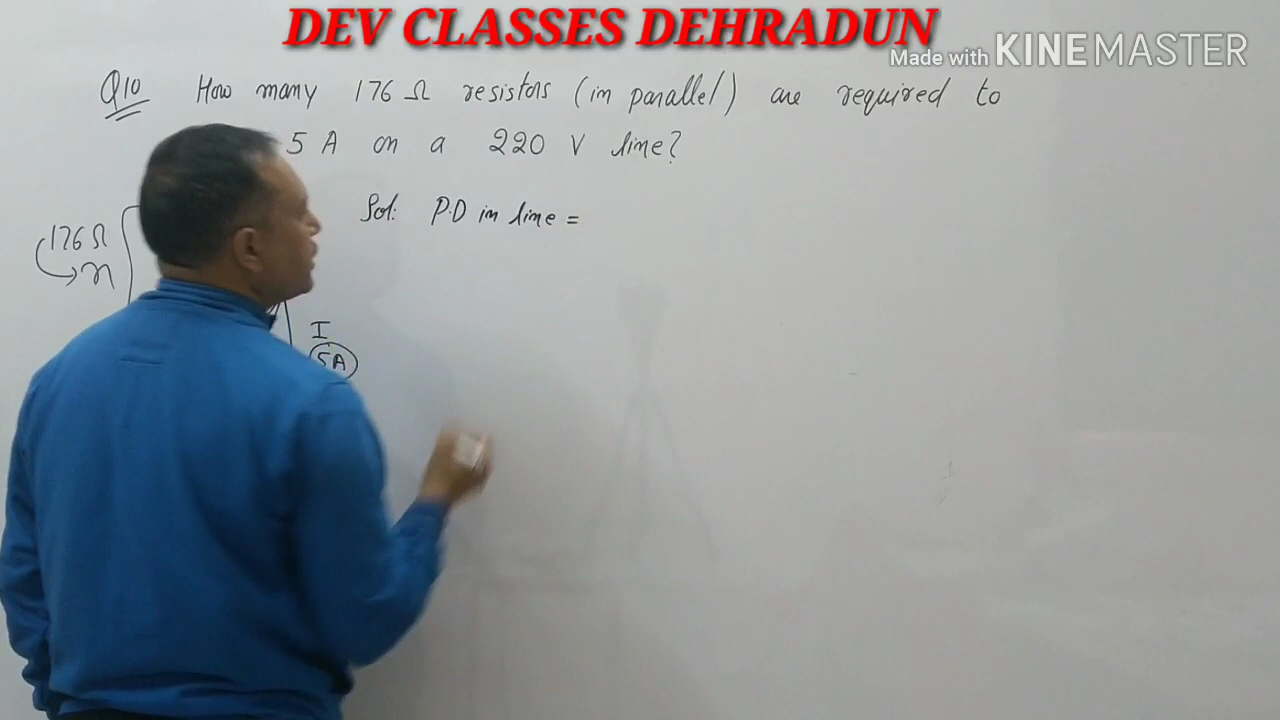 DEV CLASSES DEHRADUN
Made with KINEMASTER
Q10 How many 176 Ω resistors (in parallel) are required to
5 A on a 220 V line?
Sol: P.D in line =
176 Ω
n
I
5A